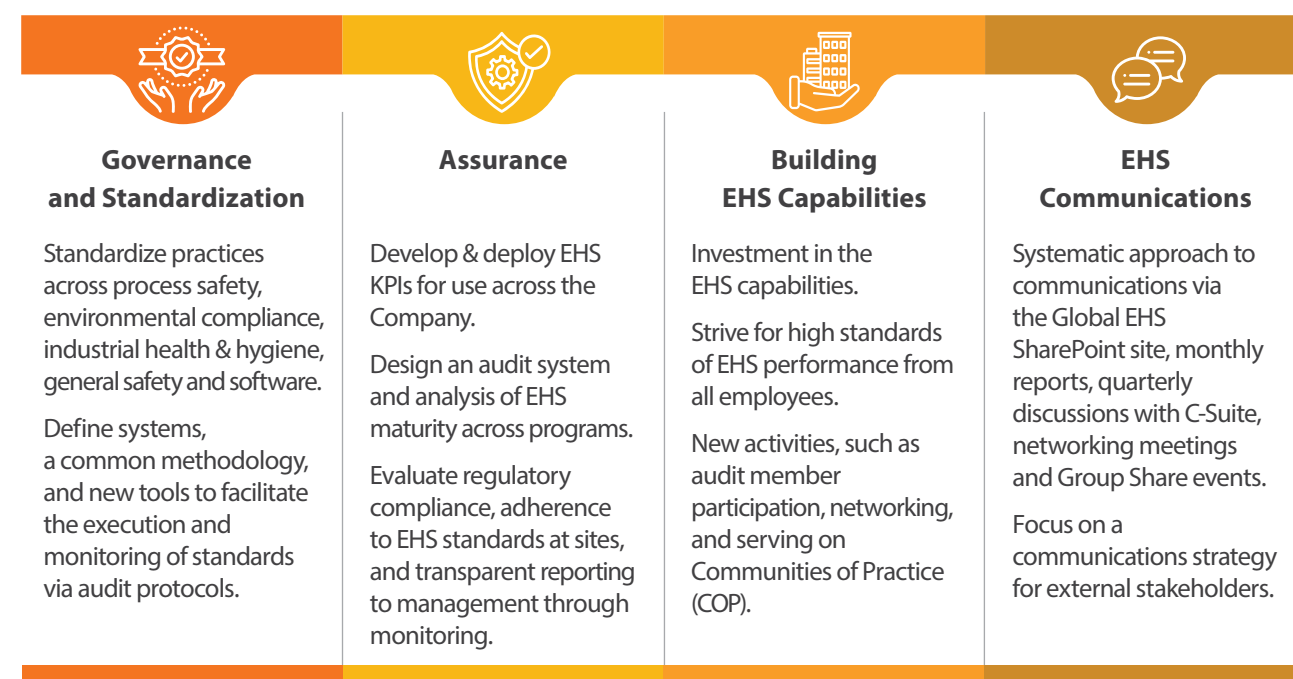 Governance
and Standardization
Standardize practices
across process safety,
environmental compliance,
industrial health & hygiene,
general safety and software.
Define systems,
a common methodology,
and new tools to facilitate
the execution and
monitoring of standards
via audit protocols.
Assurance
Develop & deploy EHS
KPIs for use across the
Company.
Design an audit system
and analysis of EHS
maturity across programs.
Evaluate regulatory
compliance, adherence
to EHS standards at sites,
and transparent reporting
to management through
monitoring.
Building
EHS Capabilities
Investment in the
EHS capabilities.
Strive for high standards
of EHS performance from
all employees.
New activities, such as
audit member
participation, networking,
and serving on
Communities of Practice
(COP).
EHS
Communications
Systematic approach to
communications via
the Global EHS
SharePoint site, monthly
reports, quarterly
discussions with C-Suite,
networking meetings
and Group Share events.
Focus on a
communications strategy
for external stakeholders.